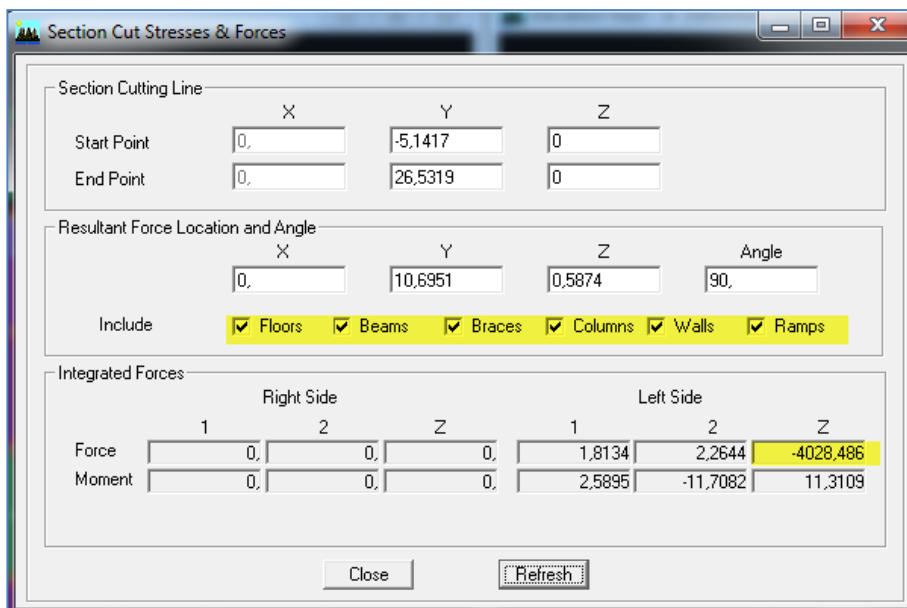 Section Cut Stresses & Forces
Section Cutting Line
X Y Z
Start Point 0, -5,1417 0
End Point 0, 26,5319 0
Resultant Force Location and Angle
X Y Z Angle
0, 10,6951 0,5874 90,
Include Floors Beams Braces Columns Walls Ramps
Integrated Forces
Right Side Left Side
1 2 Z 1 2 Z
Force 0, 0, 0, 1,8134 2,2644 -4028,486
Moment 0, 0, 0, 2,5895 -11,7082 11,3109
Close Refresh